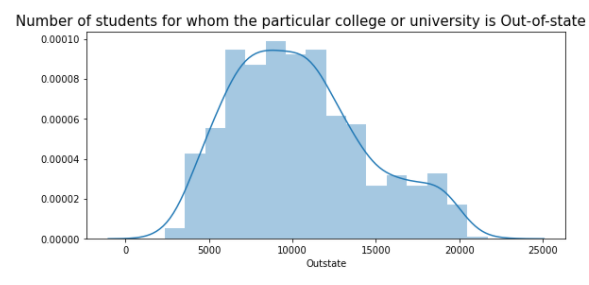 Number of students for whom the particular college or university is Out-of-state
0.00010
0.00008
0.00006
0.00004
0.00002
0.00000
0 5000 10000 15000 20000 25000
Outstate